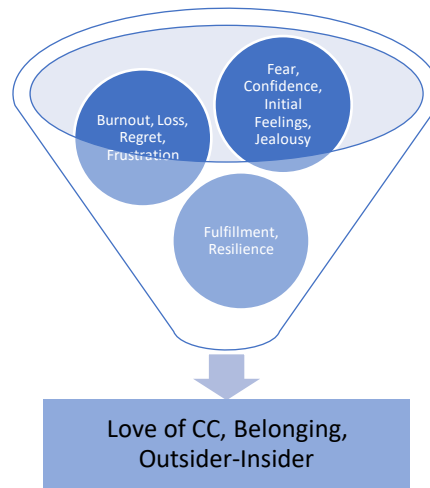 Burnout, Loss,
Regret,
Frustration
Fear,
Confidence,
Initial
Feelings,
Jealousy
Fulfillment,
Resilience
Love of CC, Belonging,
Outsider-Insider